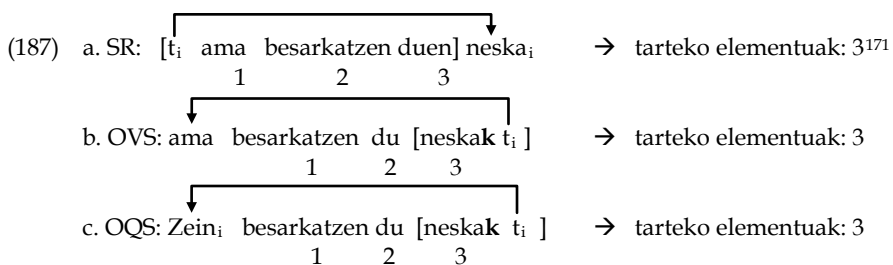 (187) a. SR: [tᵢ ama besarkatzen duen] neskaᵢ → tarteko elementuak: 3¹⁷¹
1 2 3
b. OVS: ama besarkatzen du [neskak tᵢ ] → tarteko elementuak: 3
1 2 3
c. OQS: Zeinᵢ besarkatzen du [neskak tᵢ ] → tarteko elementuak: 3
1 2 3